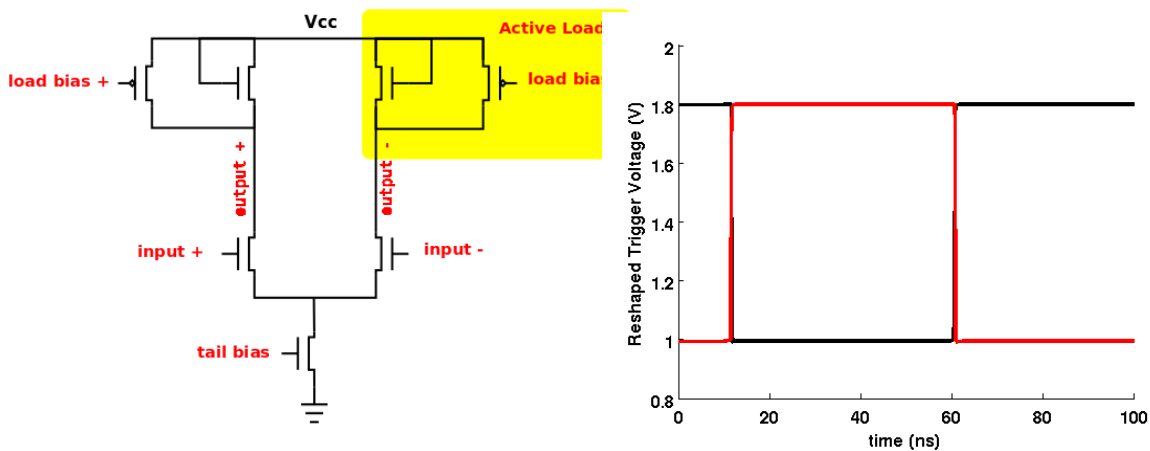 Vcc
Active Load
load bias +
load bias
output +
output -
input +
input -
tail bias
Reshaped Trigger Voltage (V)
2
1.8
1.6
1.4
1.2
1
0.8
0
20
40
60
80
100
time (ns)